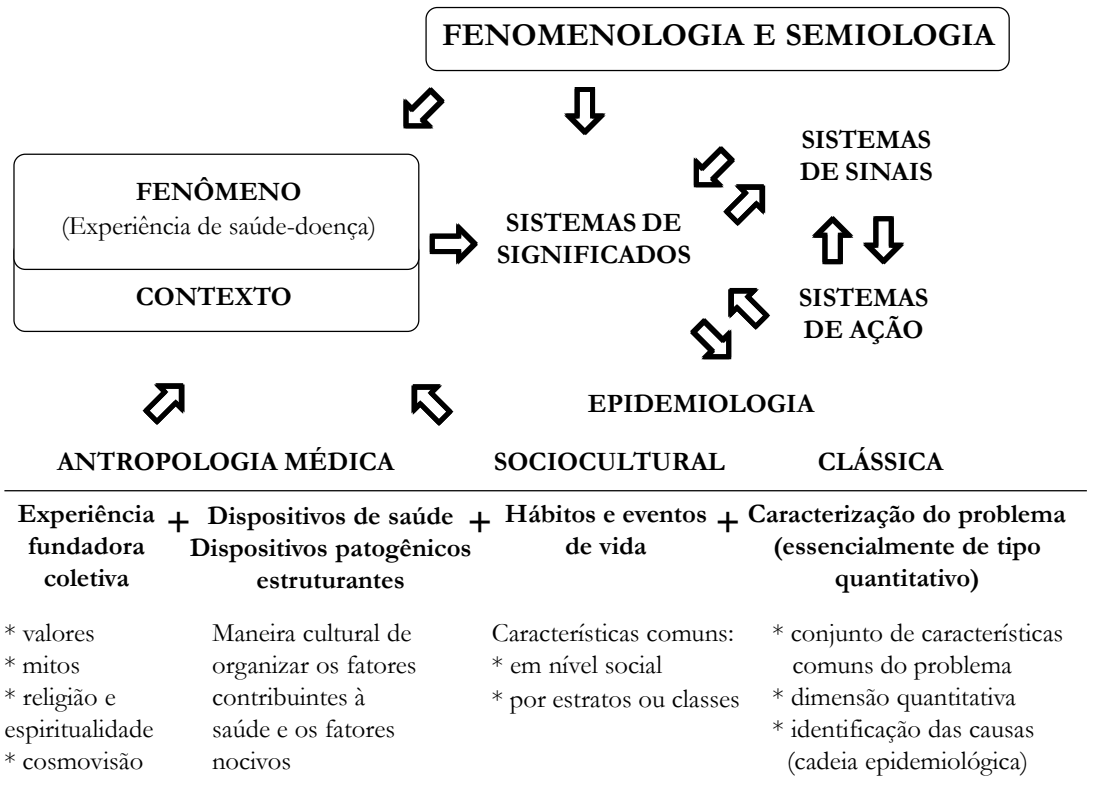 FENOMENOLOGIA E SEMIOLOGIA
FENÔMENO
(Experiência de saúde-doença)
CONTEXTO
SISTEMAS DE
SIGNIFICADOS
SISTEMAS
DE SINAIS
SISTEMAS
DE AÇÃO
EPIDEMIOLOGIA
ANTROPOLOGIA MÉDICA
SOCIOCULTURAL
CLÁSSICA
Experiência
fundadora
coletiva
+
Dispositivos de saúde
Dispositivos patogênicos
estruturantes
+
Hábitos e eventos
de vida
+
Caracterização do problema
(essencialmente de tipo
quantitativo)
* valores
* mitos
* religião e
espiritualidade
* cosmovisão
Maneira cultural de
organizar os fatores
contribuintes à
saúde e os fatores
nocivos
Características comuns:
* em nível social
* por estratos ou classes
* conjunto de características
comuns do problema
* dimensão quantitativa
* identificação das causas
(cadeia epidemiológica)